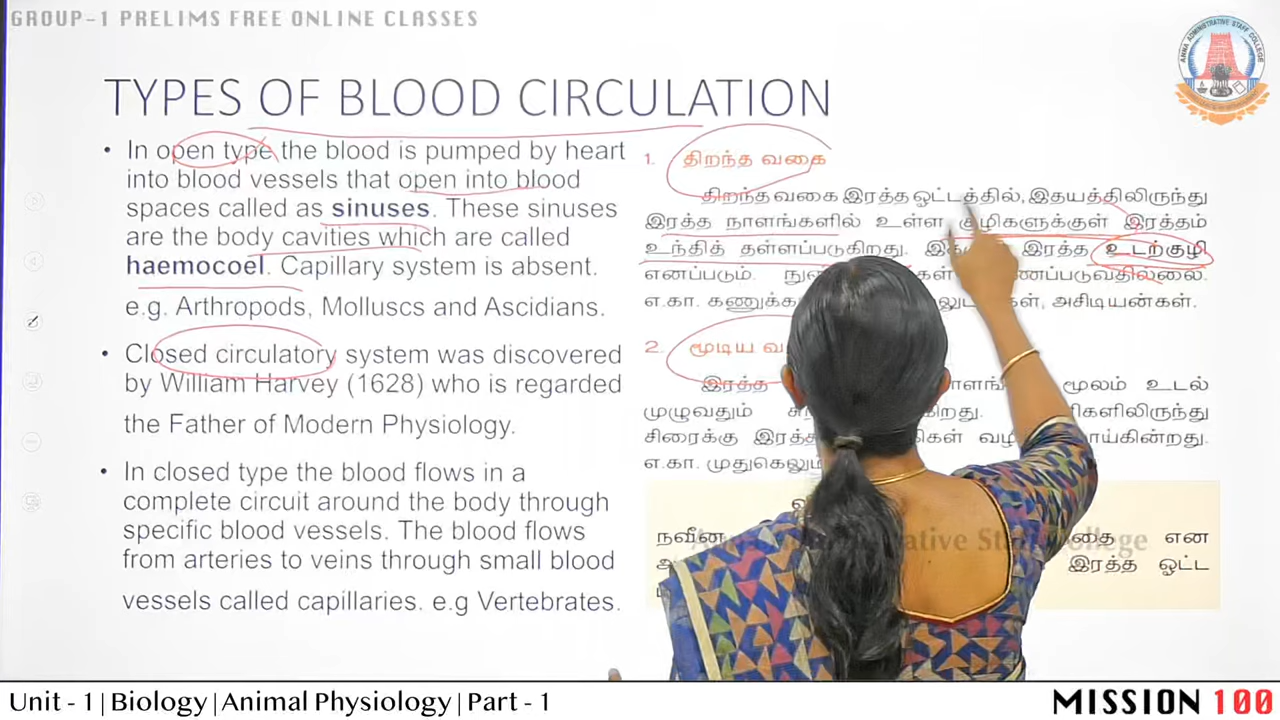 GROUP-1 PRELIMS FREE ONLINE CLASSES
ANNA ADMINISTRATIVE STAFF COLLEGE
TYPES OF BLOOD CIRCULATION
• In open type the blood is pumped by heart
into blood vessels that open into blood
spaces called as sinuses. These sinuses
are the body cavities which are called
haemocoel. Capillary system is absent.
e.g. Arthropods, Molluscs and Ascidians.
• Closed circulatory system was discovered
by William Harvey (1628) who is regarded
the Father of Modern Physiology.
• In closed type the blood flows in a
complete circuit around the body through
specific blood vessels. The blood flows
from arteries to veins through small blood
vessels called capillaries. e.g Vertebrates.
1. திறந்த வகை
திறந்த வகை இரத்த ஓட்டத்தில், இதயத்திலிருந்து
இரத்த நாளங்களில் உள்ள குழிகளுக்குள் இரத்தம்
உந்தித் தள்ளப்படுகிறது. இரத்த உடற்குழி
எனப்படும். காணப்படுவதில்லை.
எ.கா. அசிடியன்கள்.
2. மூடிய
இரத்த மூலம் உடல்
முழுவதும்
சிரைக்கு
எ.கா.
நவீன என
இரத்த ஓட்ட
Unit - 1 | Biology | Animal Physiology | Part - 1
MISSION 100